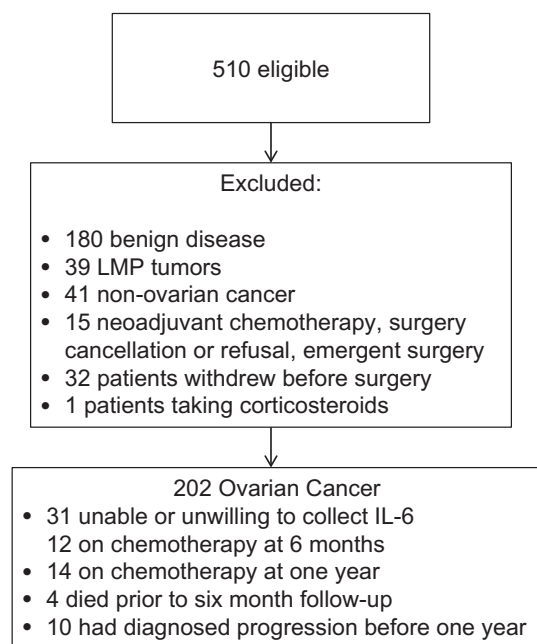 510 eligible
Excluded:
• 180 benign disease
• 39 LMP tumors
• 41 non-ovarian cancer
• 15 neoadjuvant chemotherapy, surgery
cancellation or refusal, emergent surgery
• 32 patients withdrew before surgery
• 1 patients taking corticosteroids
202 Ovarian Cancer
• 31 unable or unwilling to collect IL-6
12 on chemotherapy at 6 months
• 14 on chemotherapy at one year
• 4 died prior to six month follow-up
• 10 had diagnosed progression before one year